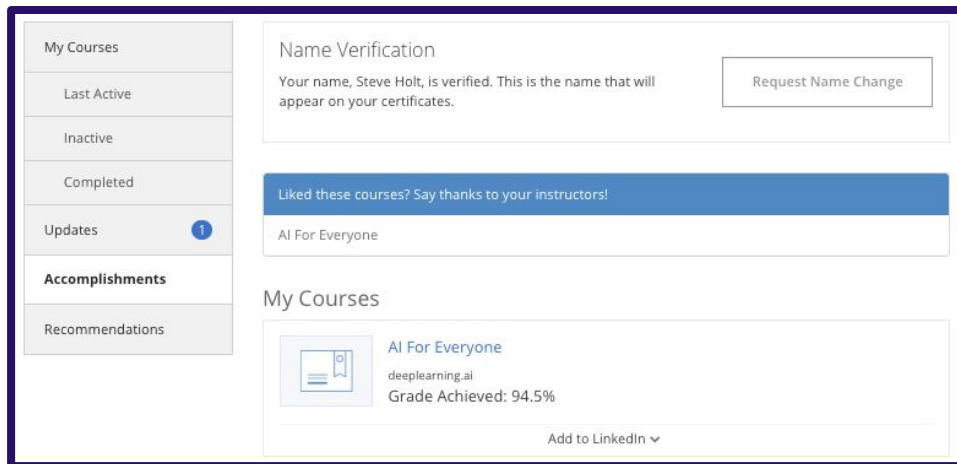 My Courses
Last Active
Inactive
Completed
Updates
1
Accomplishments
Recommendations
Name Verification
Your name, Steve Holt, is verified. This is the name that will
appear on your certificates.
Request Name Change
Liked these courses? Say thanks to your instructors!
AI For Everyone
My Courses
AI For Everyone
deeplearning.ai
Grade Achieved: 94.5%
Add to LinkedIn